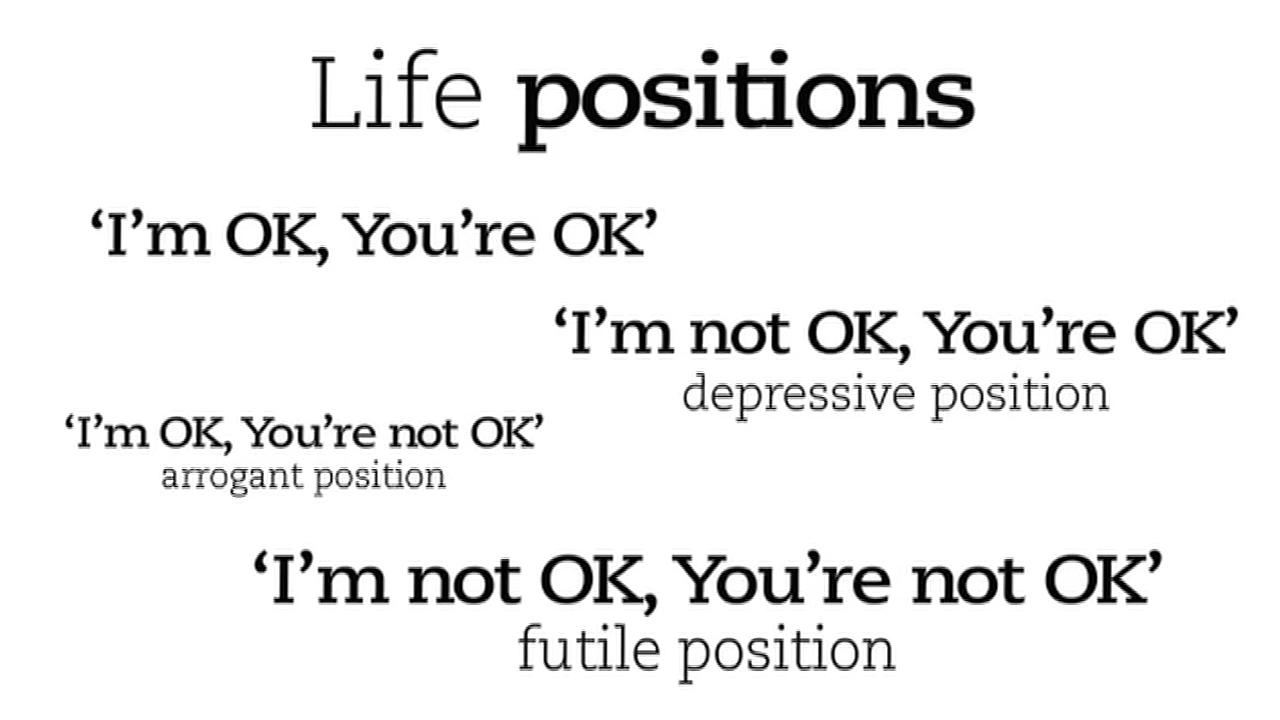 Life positions
‘I’m OK, You’re OK’
‘I’m not OK, You’re OK’
depressive position
‘I’m OK, You’re not OK’
arrogant position
‘I’m not OK, You’re not OK’
futile position